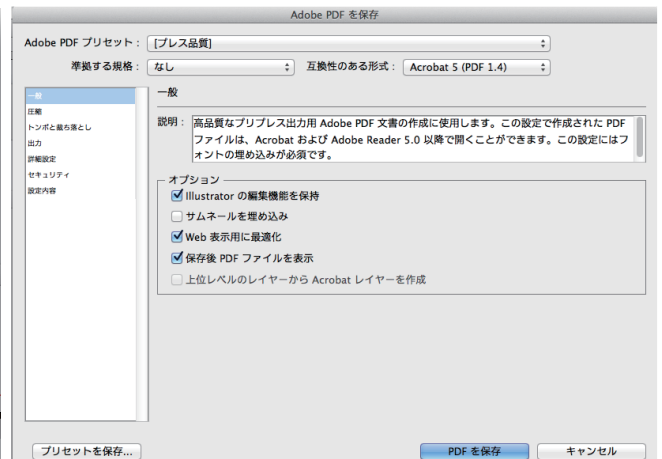 Adobe PDF を保存
Adobe PDF プリセット： [プレス品質]
準拠する規格： なし 互換性のある形式： Acrobat 5 (PDF 1.4)
一般
圧縮
トンボと裁ち落とし
出力
詳細設定
セキュリティ
設定内容
一般
説明： 高品質なプリプレス出力用 Adobe PDF 文書の作成に使用します。この設定で作成された PDF
ファイルは、Acrobat および Adobe Reader 5.0 以降で開くことができます。この設定にはフ
ォントの埋め込みが必須です。
オプション
Illustrator の編集機能を保持
サムネールを埋め込み
Web 表示用に最適化
保存後 PDF ファイルを表示
上位レベルのレイヤーから Acrobat レイヤーを作成
プリセットを保存... PDF を保存 キャンセル